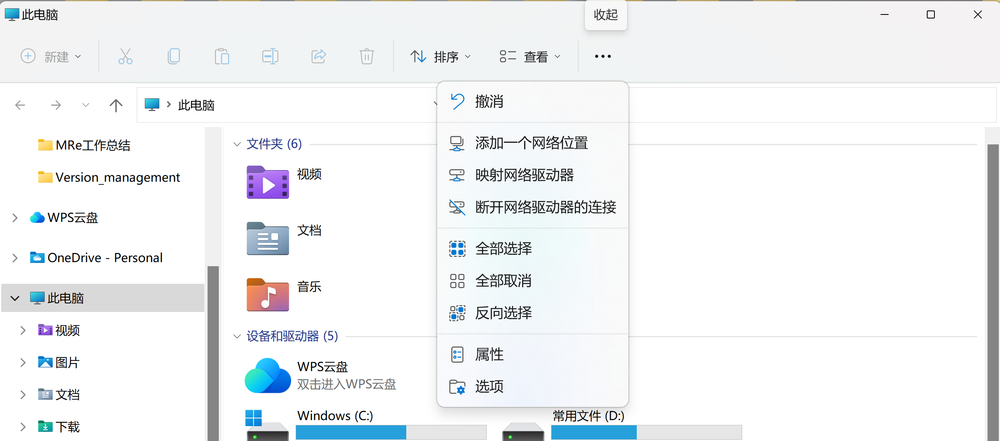 此电脑
收起
新建
排序
查看
此电脑
撤消
添加一个网络位置
映射网络驱动器
断开网络驱动器的连接
全部选择
全部取消
反向选择
属性
选项
MRe工作总结
Version_management
WPS云盘
OneDrive - Personal
此电脑
视频
图片
文档
下载
文件夹 (6)
视频
文档
音乐
设备和驱动器 (5)
WPS云盘
双击进入WPS云盘
Windows (C:)
常用文件 (D:)